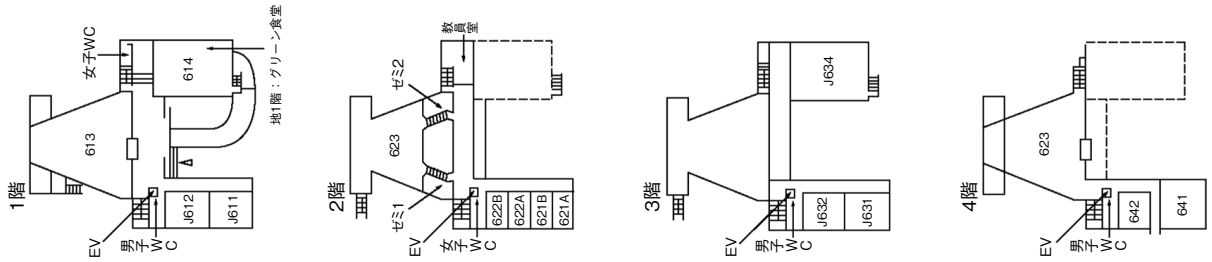 1階
613
女子WC
614
地1階：グリーン食堂
EV
男子WC
J612
J611
2階
623
教員室
ゼミ2
ゼミ1
EV
女子WC
622B
622A
621B
621A
3階
J634
EV
男子WC
J632
J631
4階
623
EV
男子WC
642
641